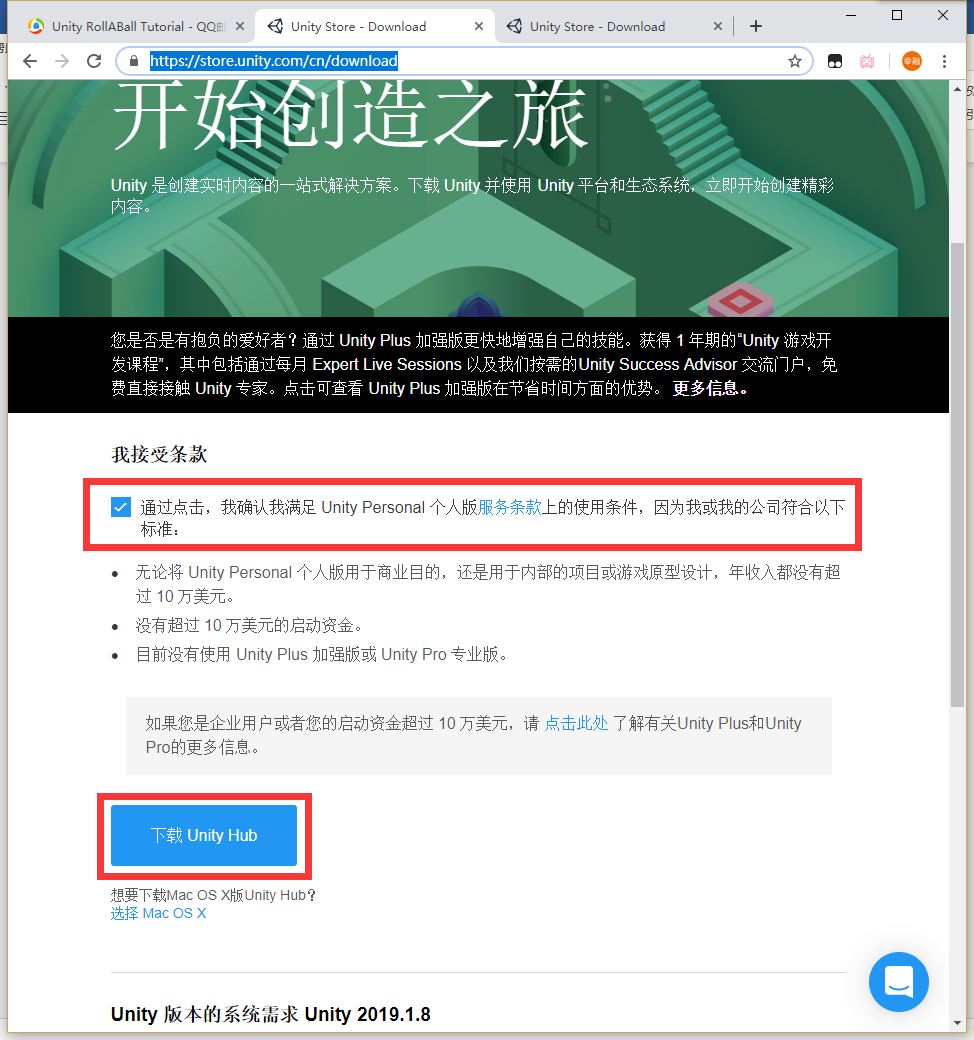 Unity RollABall Tutorial - QQ邮
Unity Store - Download
Unity Store - Download
https://store.unity.com/cn/download
幸融
开始创造之旅
Unity 是创建实时内容的一站式解决方案。下载 Unity 并使用 Unity 平台和生态系统，立即开始创建精彩
内容。
您是否是有抱负的爱好者？通过 Unity Plus 加强版更快地增强自己的技能。获得 1 年期的“Unity 游戏开
发课程”，其中包括通过每月 Expert Live Sessions 以及我们按需的Unity Success Advisor 交流门户，免
费直接接触 Unity 专家。点击可查看 Unity Plus 加强版在节省时间方面的优势。 更多信息。
我接受条款
通过点击，我确认我满足 Unity Personal 个人版服务条款上的使用条件，因为我或我的公司符合以下
标准：
• 无论将 Unity Personal 个人版用于商业目的，还是用于内部的项目或游戏原型设计，年收入都没有超
过 10 万美元。
• 没有超过 10 万美元的启动资金。
• 目前没有使用 Unity Plus 加强版或 Unity Pro 专业版。
如果您是企业用户或者您的启动资金超过 10 万美元，请 点击此处 了解有关Unity Plus和Unity
Pro的更多信息。
下载 Unity Hub
想要下载Mac OS X版Unity Hub？
选择 Mac OS X
Unity 版本的系统需求 Unity 2019.1.8